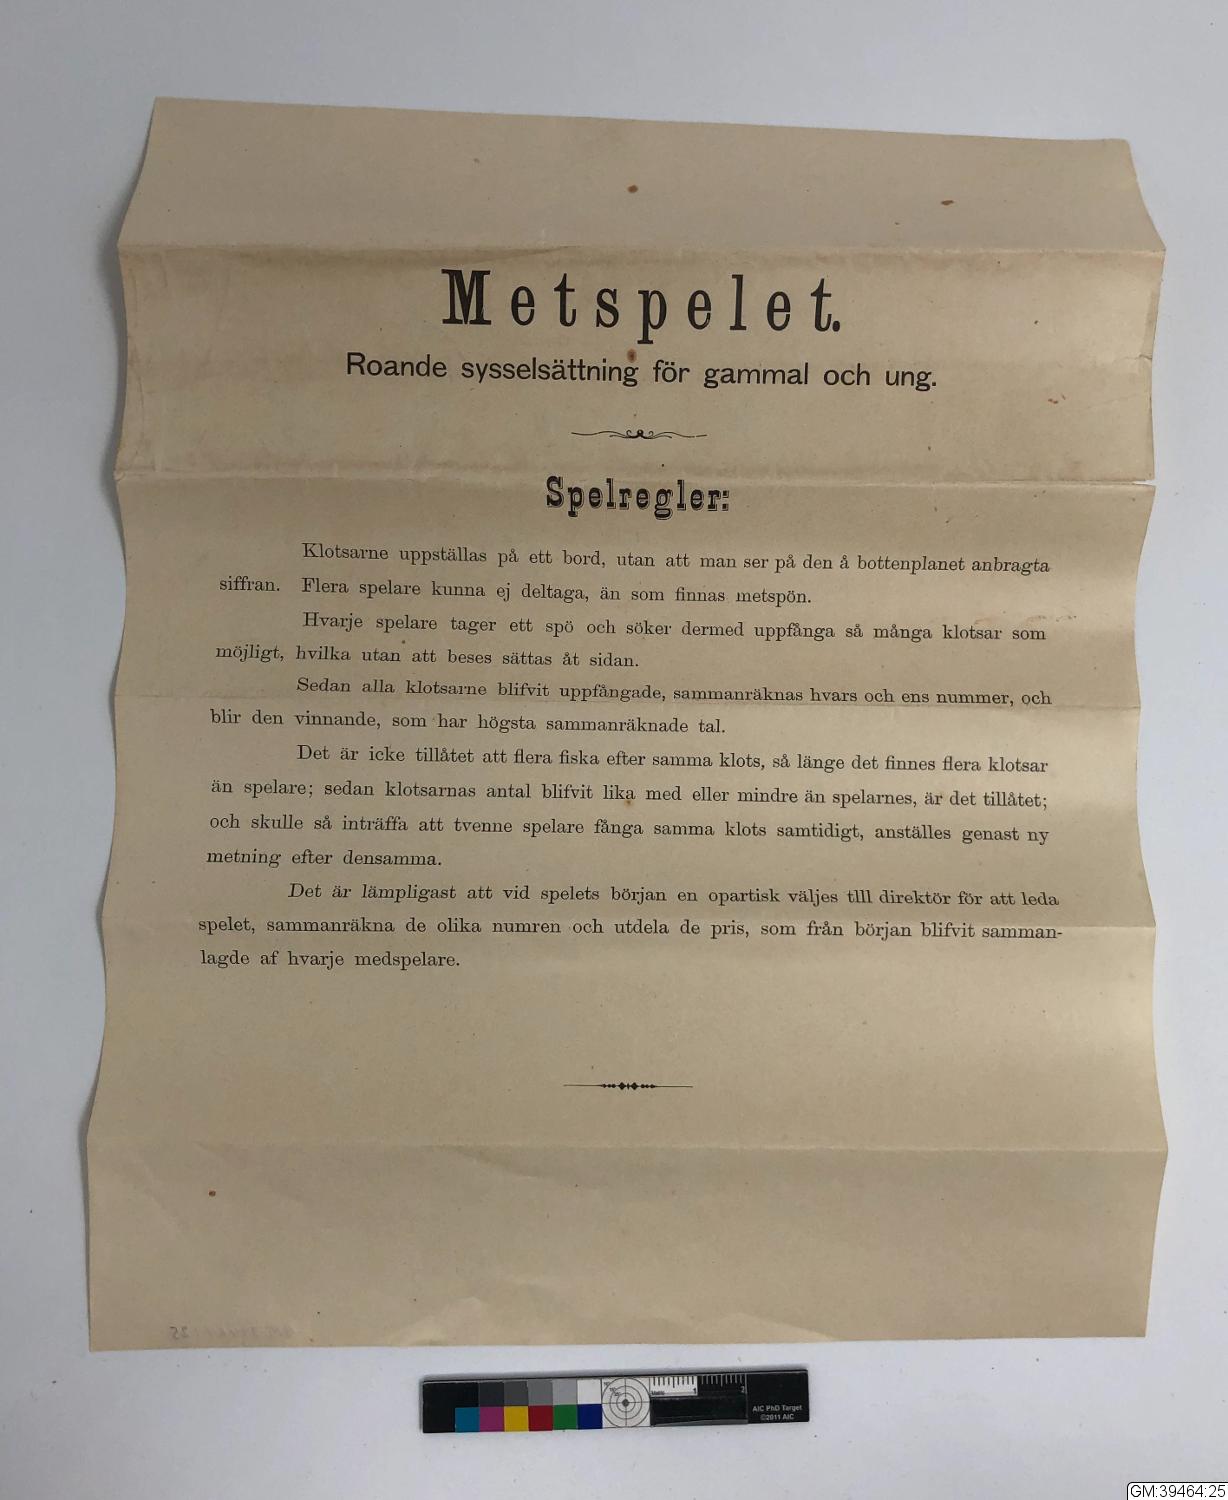 Metspelet.
Roande sysselsättning för gammal och ung.
Spelregler:
Klotsarne uppställas på ett bord, utan att man ser på den å bottenplanet anbragta
siffran. Flera spelare kunna ej deltaga, än som finnas metspön.
Hvarje spelare tager ett spö och söker dermed uppfånga så många klotsar som
möjligt, hvilka utan att beses sättas åt sidan.
Sedan alla klotsarne blifvit uppfångade, sammanräknas hvars och ens nummer, och
blir den vinnande, som har högsta sammanräknade tal.
Det är icke tillåtet att flera fiska efter samma klots, så länge det finnes flera klotsar
än spelare; sedan klotsarnas antal blifvit lika med eller mindre än spelarnes, är det tillåtet;
och skulle så inträffa att tvenne spelare fånga samma klots samtidigt, anställes genast ny
metning efter densamma.
Det är lämpligast att vid spelets början en opartisk väljes tlll direktör för att leda
spelet, sammanräkna de olika numren och utdela de pris, som från början blifvit samman-
lagde af hvarje medspelare.
1 2
AIC PhD Target
©2011 AIC
GM:39464:25